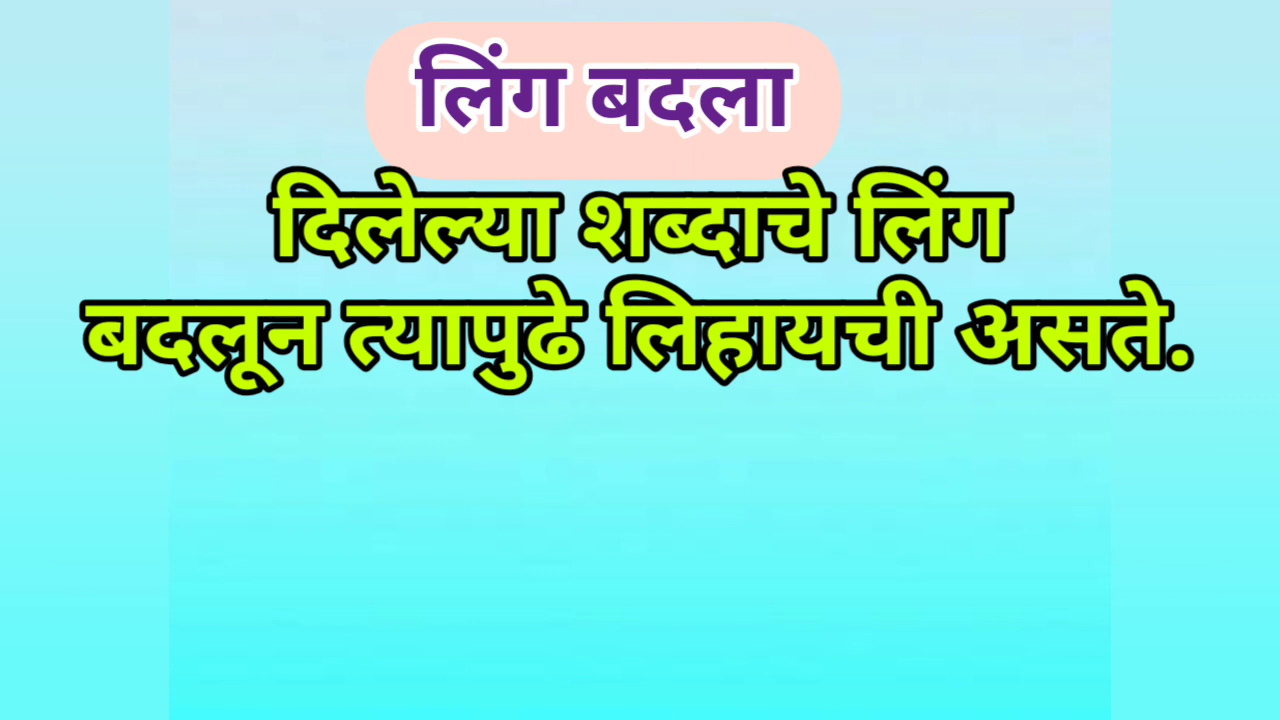 लिंग बदला
दिलेल्या शब्दाचे लिंग
बदलून त्यापुढे लिहायची असते.